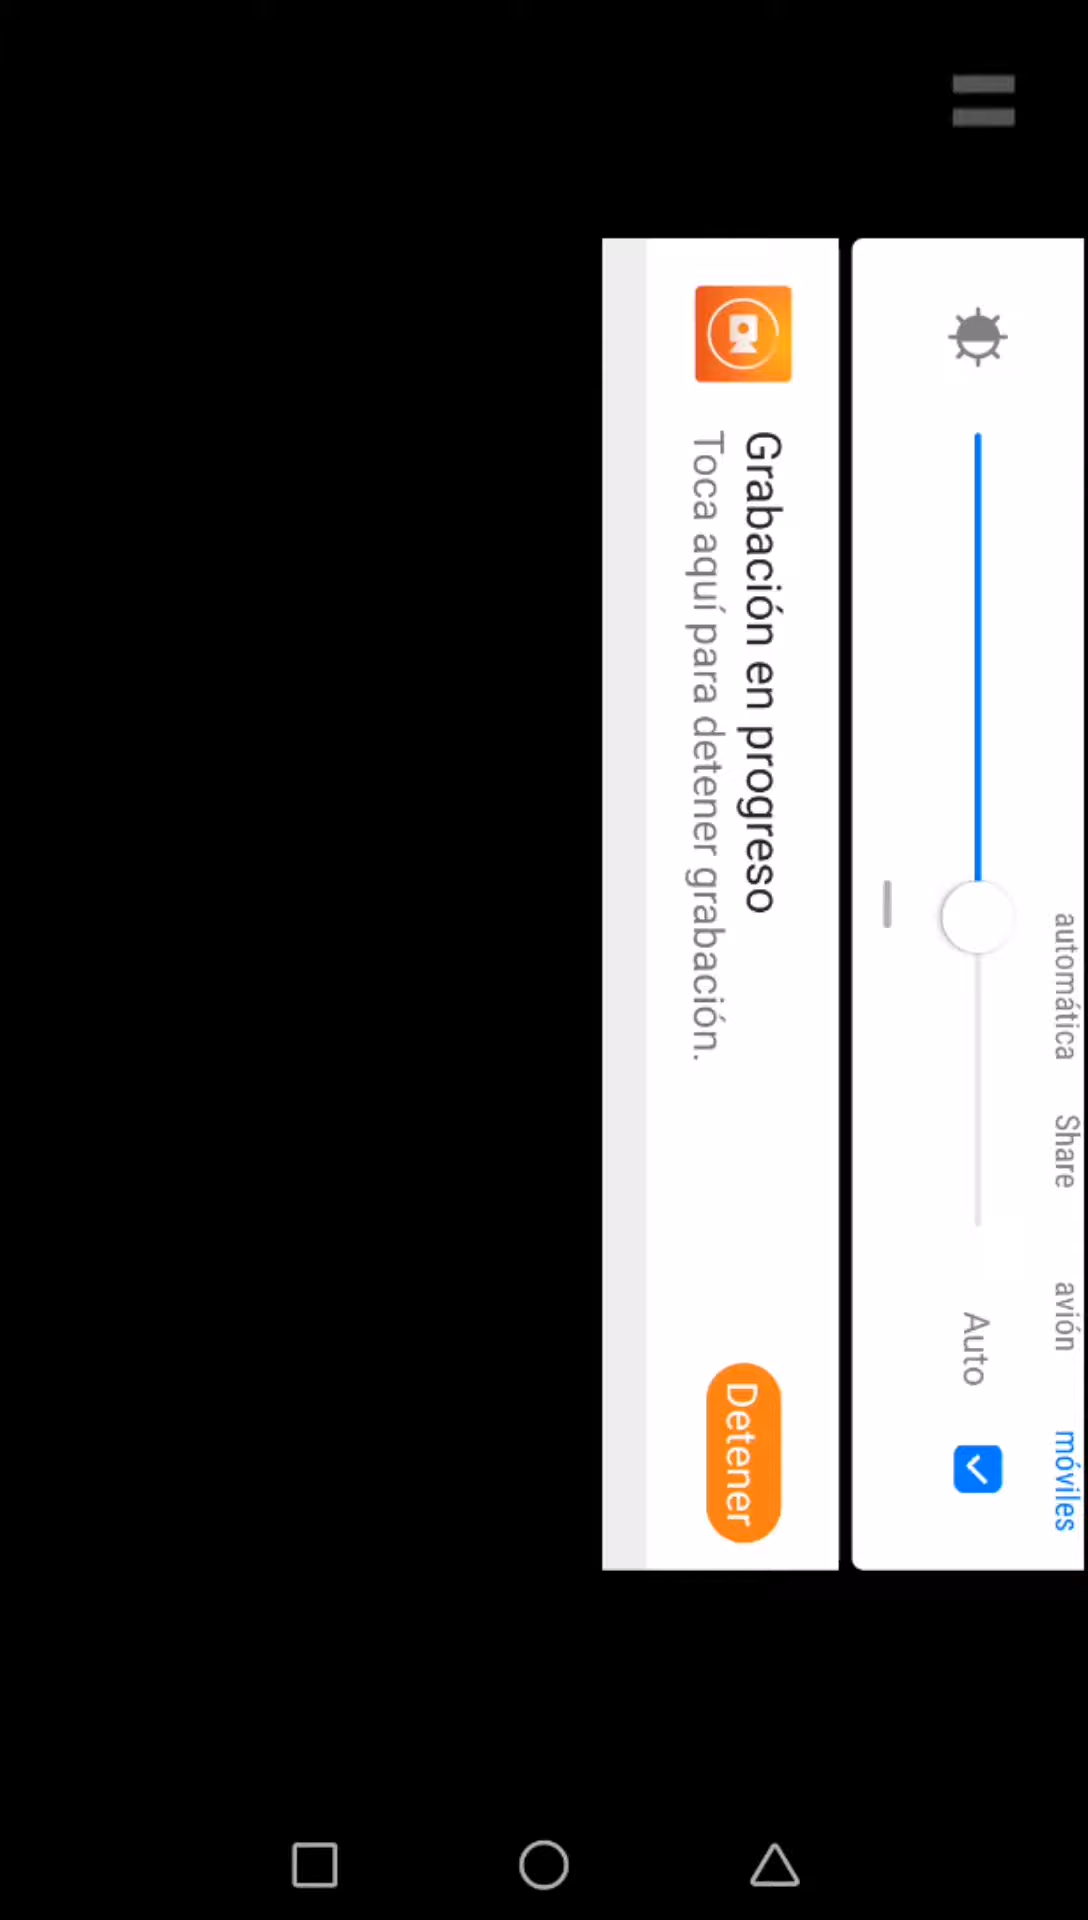 automática
Share
avión
móviles
Auto
Grabación en progreso
Toca aquí para detener grabación.
Detener